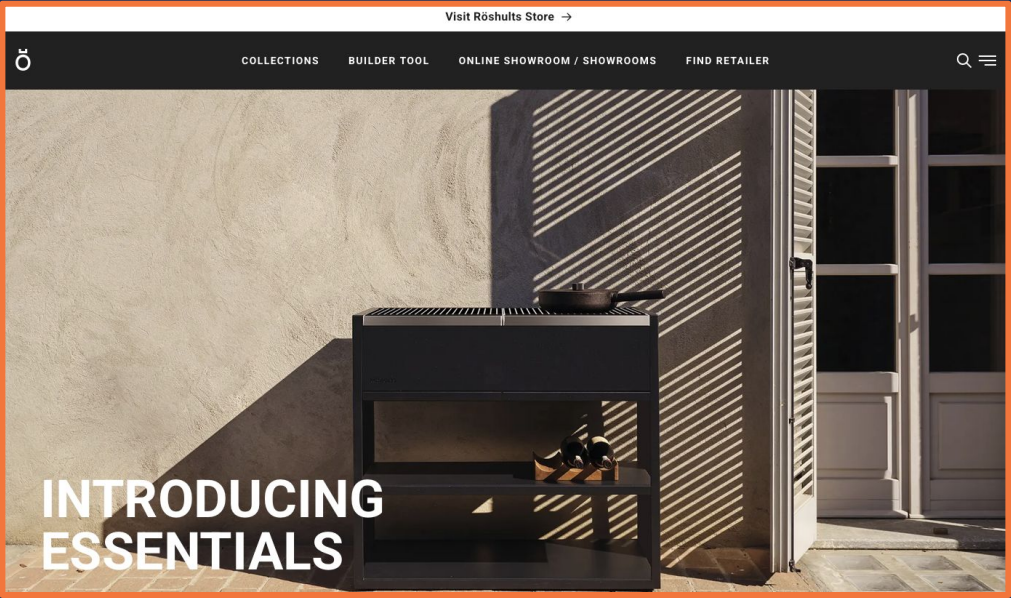 Visit Röshults Store →
COLLECTIONS BUILDER TOOL ONLINE SHOWROOM / SHOWROOMS FIND RETAILER
INTRODUCING
ESSENTIALS